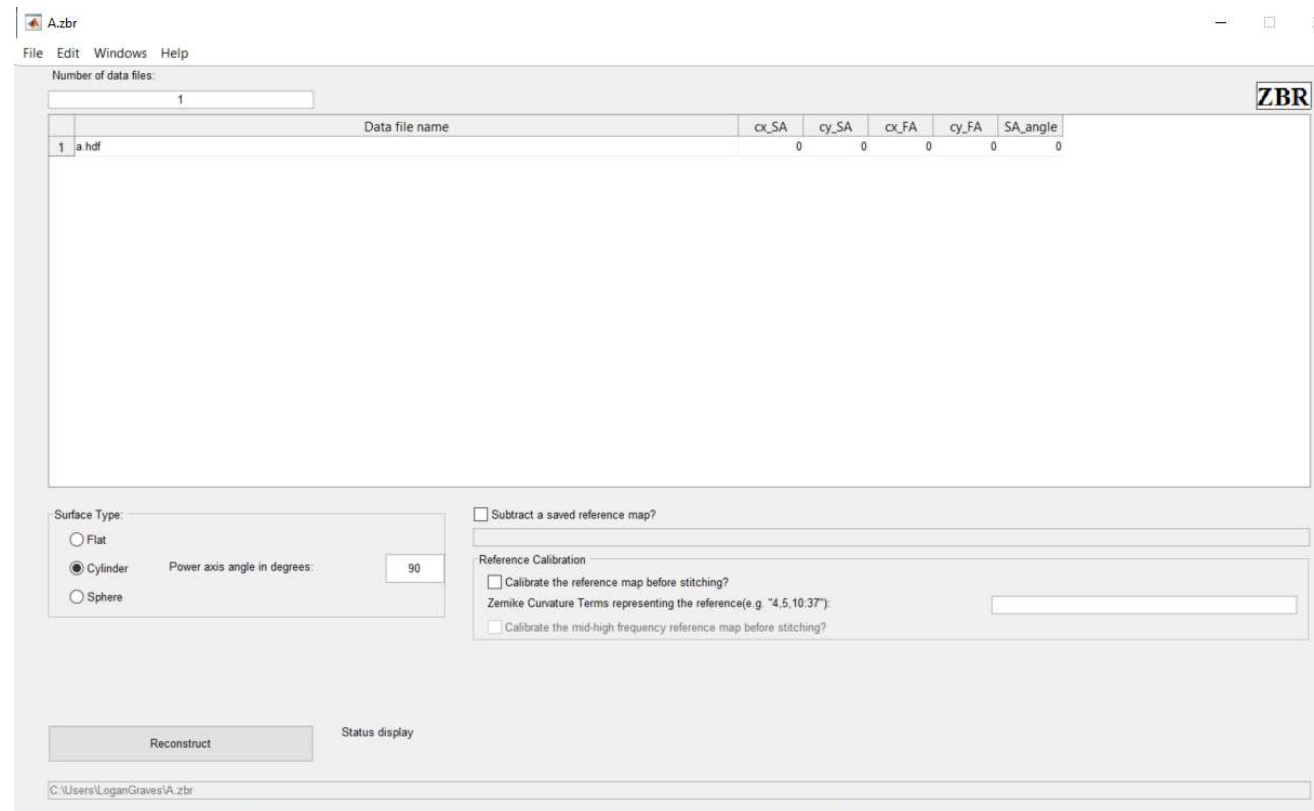 A.zbr
File Edit Windows Help
Number of data files:
1
ZBR
Data file name cx_SA cy_SA cx_FA cy_FA SA_angle
1 a.hdf 0 0 0 0 0
Surface Type:
Flat
Cylinder Power axis angle in degrees: 90
Sphere
Subtract a saved reference map?
Reference Calibration
Calibrate the reference map before stitching?
Zernike Curvature Terms representing the reference(e.g. "4,5,10:37"):
Calibrate the mid-high frequency reference map before stitching?
Reconstruct
Status display
C:\Users\LoganGraves\A.zbr